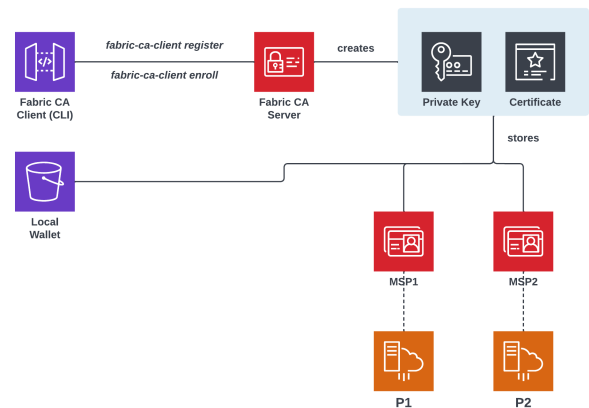 fabric-ca-client register
fabric-ca-client enroll
creates
Fabric CA
Client (CLI)
Fabric CA
Server
Private Key
Certificate
stores
Local
Wallet
MSP1
MSP2
P1
P2